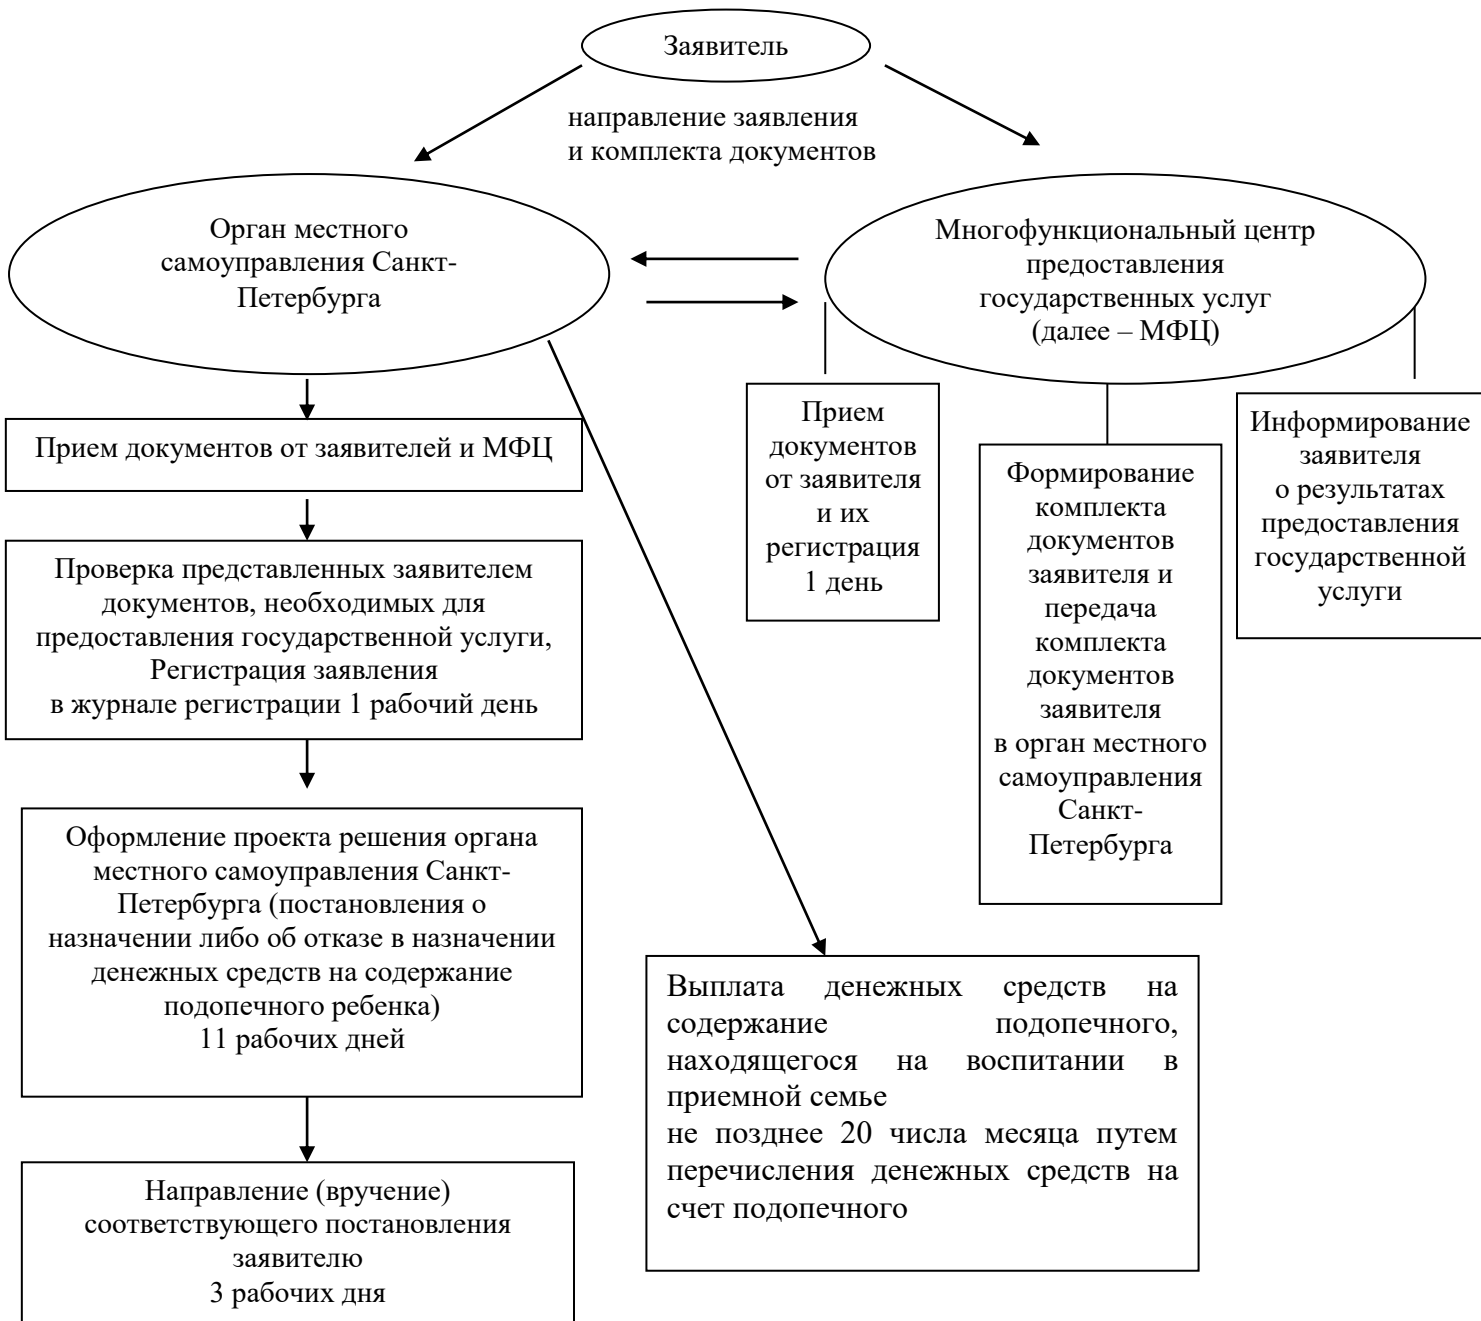 Заявитель
направление заявления
и комплекта документов
Орган местного
самоуправления Санкт-
Петербурга
Многофункциональный центр
предоставления
государственных услуг
(далее – МФЦ)
Прием документов от заявителей и МФЦ
Проверка представленных заявителем
документов, необходимых для
предоставления государственной услуги,
Регистрация заявления
в журнале регистрации 1 рабочий день
Оформление проекта решения органа
местного самоуправления Санкт-
Петербурга (постановления о
назначении либо об отказе в назначении
денежных средств на содержание
подопечного ребенка)
11 рабочих дней
Направление (вручение)
соответствующего постановления
заявителю
3 рабочих дня
Прием
документов
от заявителя
и их
регистрация
1 день
Формирование
комплекта
документов
заявителя и
передача
комплекта
документов
заявителя
в орган местного
самоуправления
Санкт-
Петербурга
Информирование
заявителя
о результатах
предоставления
государственной
услуги
Выплата денежных средств на
содержание подопечного,
находящегося на воспитании в
приемной семье
не позднее 20 числа месяца путем
перечисления денежных средств на
счет подопечного